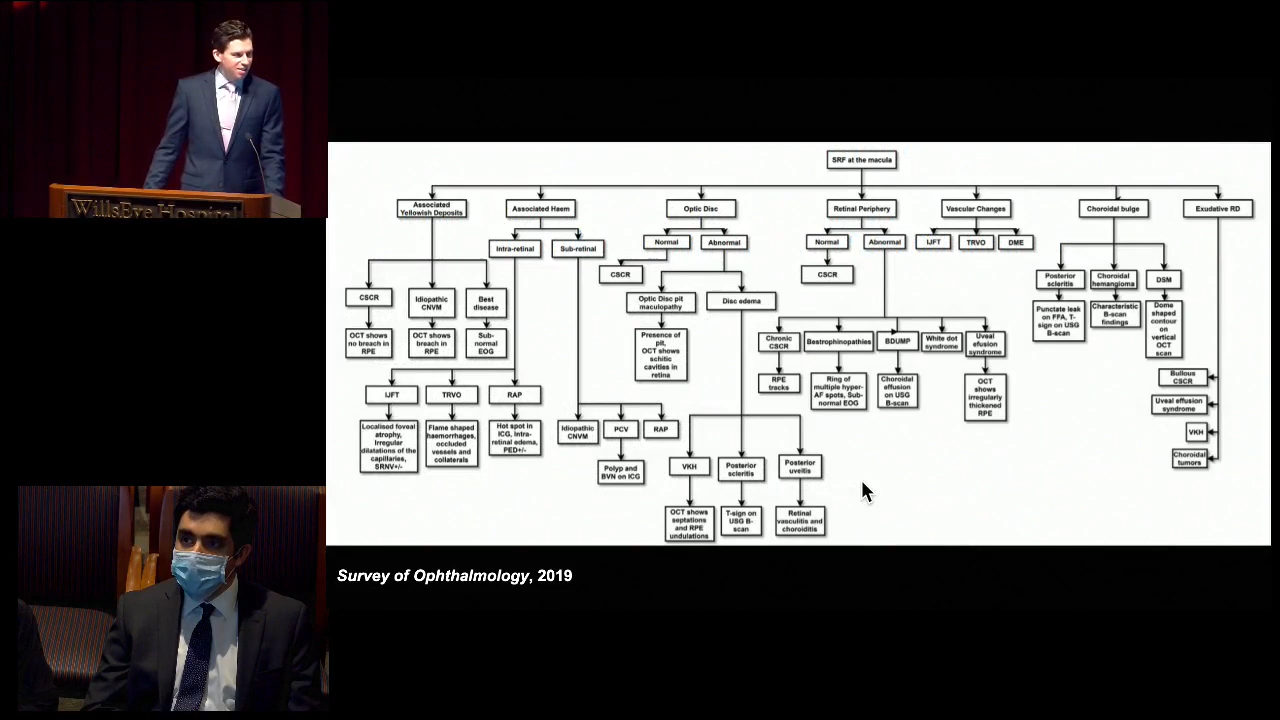 WillsEye Hospital
SRF at the macula
Associated
Yellowish Deposits
Associated Haem
Optic Disc
Retinal Periphery
Vascular Changes
Choroidal bulge
Exudative RD
Intra-retinal
Sub-retinal
Normal
Abnormal
Normal
Abnormal
IJFT
TRVO
DME
CSCR
CSCR
Posterior
scleritis
Choroidal
hemangioma
DSM
CSCR
Idiopathic
CNVM
Best
disease
Optic Disc pit
maculopathy
Disc edema
Punctate leak
on FFA, T-
sign on USG
B-scan
Characteristic
B-scan
findings
Dome
shaped
contour
on
vertical
OCT
scan
OCT shows
no breach in
RPE
OCT shows
breach in
RPE
Sub-
normal
EOG
Presence of
pit,
OCT shows
schitic
cavities in
retina
Chronic
CSCR
Bestrophinopathies
BDUMP
White dot
syndrome
Uveal
efusion
syndrome
RPE
tracks
Ring of
multiple hyper-
AF spots, Sub-
normal EOG
Choroidal
effusion
on USG
B-scan
OCT
shows
irregularly
thickened
RPE
Bullous
CSCR
Uveal effusion
syndrome
VKH
Choroidal
tumors
IJFT
TRVO
RAP
Localised foveal
atrophy,
Irregular
dilatations of the
capillaries,
SRNV+/-
Flame shaped
haemorrhages,
occluded
vessels and
collaterals
Hot spot in
ICG, Intra-
retinal edema,
PED+/-
Idiopathic
CNVM
PCV
RAP
Polyp and
BVN on ICG
VKH
Posterior
scleritis
Posterior
uveitis
OCT shows
septations
and RPE
undulations
T-sign on
USG B-
scan
Retinal
vasculitis and
choroiditis
Survey of Ophthalmology, 2019